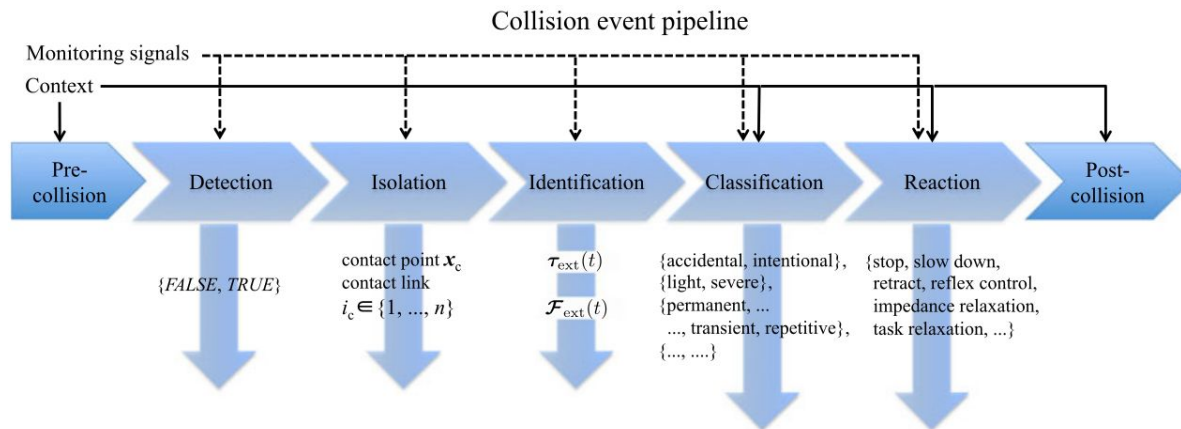 Collision event pipeline
Monitoring signals
Context
Pre-
collision
Detection
Isolation
Identification
Classification
Reaction
Post-
collision
{FALSE, TRUE}
contact point 𝒙c
contact link
ic ∈ {1, ..., n}
𝝉ext(t)
𝓕ext(t)
{accidental, intentional},
{light, severe},
{permanent, ...
..., transient, repetitive},
{..., ....}
{stop, slow down,
retract, reflex control,
impedance relaxation,
task relaxation, ...}